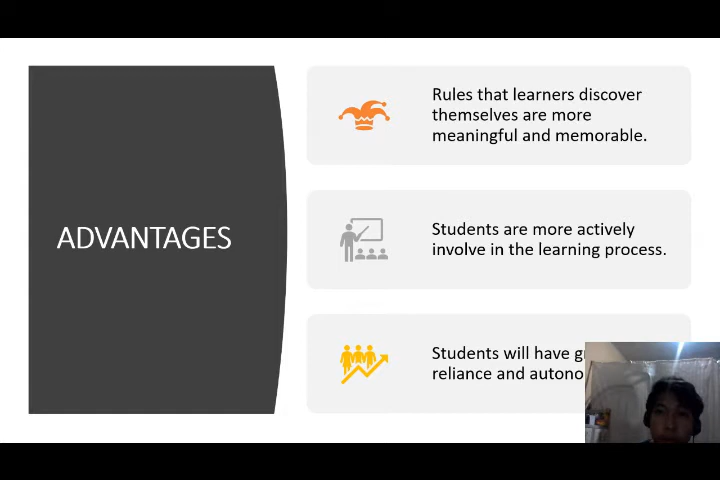 ADVANTAGES
Rules that learners discover
themselves are more
meaningful and memorable.
Students are more actively
involve in the learning process.
Students will have
reliance and